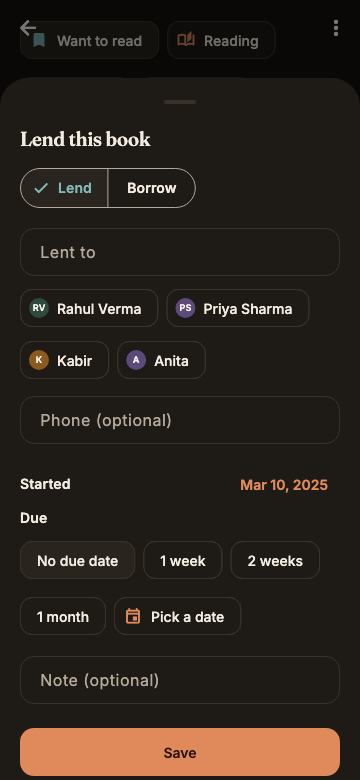 Want to read Reading
Lend this book
Lend Borrow
Lent to
RV Rahul Verma PS Priya Sharma
K Kabir A Anita
Phone (optional)
Started Mar 10, 2025
Due
No due date 1 week 2 weeks
1 month Pick a date
Note (optional)
Save